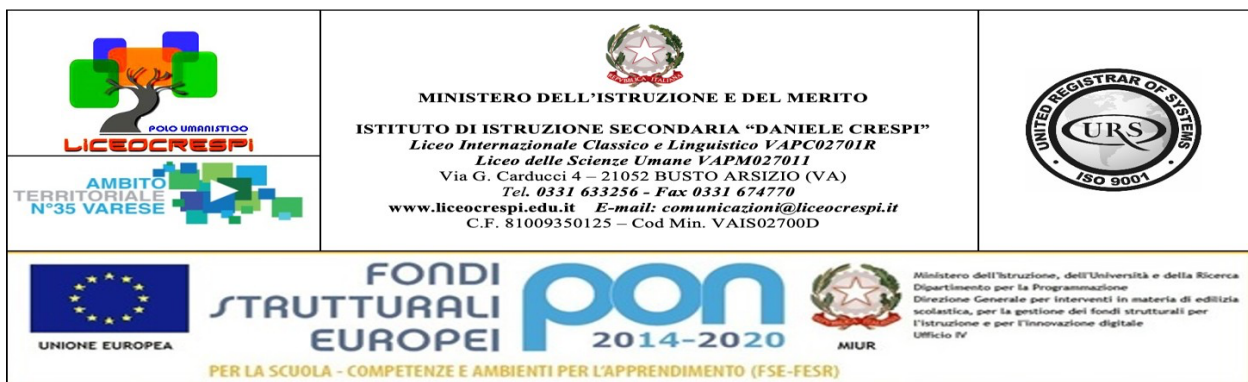 POLO UMANISTICO
LICEOCRESPI
AMBITO
TERRITORIALE
N°35 VARESE
REPVBBLICA ITALIANA
MINISTERO DELL'ISTRUZIONE E DEL MERITO
ISTITUTO DI ISTRUZIONE SECONDARIA “DANIELE CRESPI”
Liceo Internazionale Classico e Linguistico VAPC02701R
Liceo delle Scienze Umane VAPM027011
Via G. Carducci 4 – 21052 BUSTO ARSIZIO (VA)
Tel. 0331 633256 - Fax 0331 674770
www.liceocrespi.edu.it E-mail: comunicazioni@liceocrespi.it
C.F. 81009350125 – Cod Min. VAIS02700D
UNITED REGISTRAR OF SYSTEMS
URS
ISO 9001
UNIONE EUROPEA
FONDI
STRUTTURALI
EUROPEI
pon
2014-2020
MIUR
Ministero dell'Istruzione, dell'Università e della Ricerca
Dipartimento per la Programmazione
Direzione Generale per interventi in materia di edilizia
scolastica, per la gestione dei fondi strutturali per
l'istruzione e per l'innovazione digitale
Ufficio IV
PER LA SCUOLA - COMPETENZE E AMBIENTI PER L'APPRENDIMENTO (FSE-FESR)